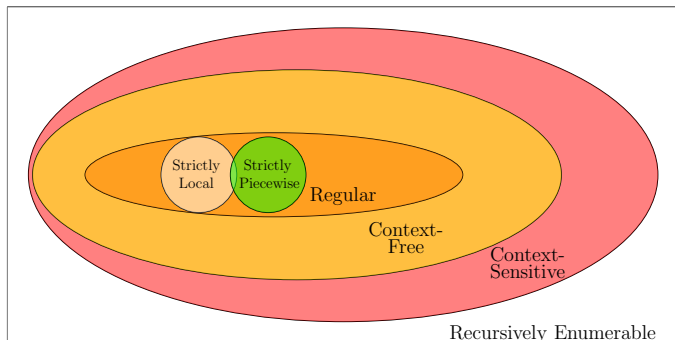 Strictly
Local
Strictly
Piecewise
Regular
Context-
Free
Context-
Sensitive
Recursively Enumerable